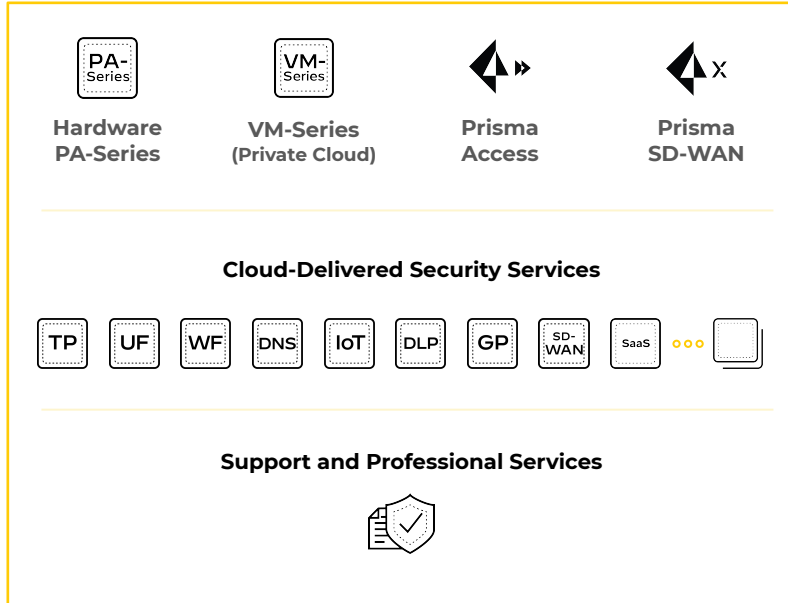 PA-
Series
VM-
Series
X
Hardware
PA-Series
VM-Series
(Private Cloud)
Prisma
Access
Prisma
SD-WAN
Cloud-Delivered Security Services
TP
UF
WF
DNS
IoT
DLP
GP
SD-
WAN
SaaS
Support and Professional Services